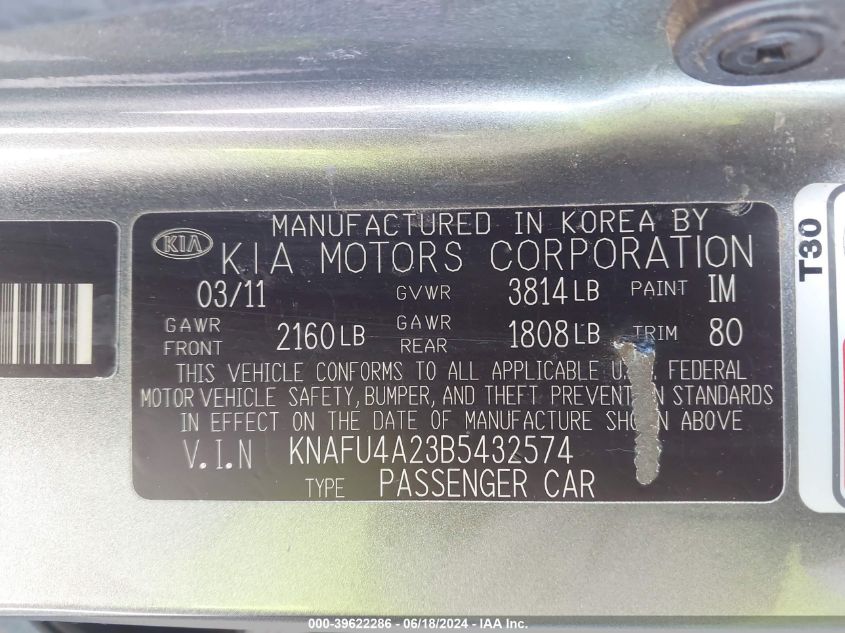 MANUFACTURED IN KOREA BY
KIA KIA MOTORS CORPORATION
03/11 GVWR 3814LB PAINT IM
GAWR FRONT 2160LB GAWR REAR 1808LB TRIM 80
THIS VEHICLE CONFORMS TO ALL APPLICABLE FEDERAL
MOTOR VEHICLE SAFETY, BUMPER, AND THEFT PREVENTION STANDARDS
IN EFFECT ON THE DATE OF MANUFACTURE SHOWN ABOVE
V.I.N KNAFU4A23B5432574
TYPE PASSENGER CAR
T30
000-39622286 - 06/18/2024 - IAA Inc.